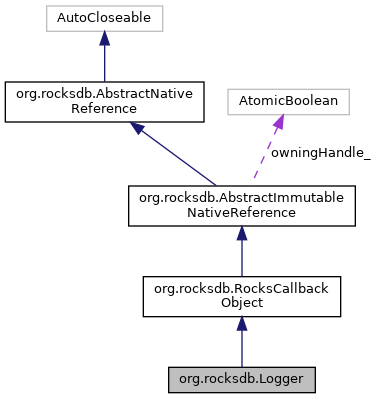 AutoCloseable
org.rocksdb.AbstractNative
Reference
AtomicBoolean
owningHandle_
org.rocksdb.AbstractImmutable
NativeReference
org.rocksdb.RocksCallback
Object
org.rocksdb.Logger